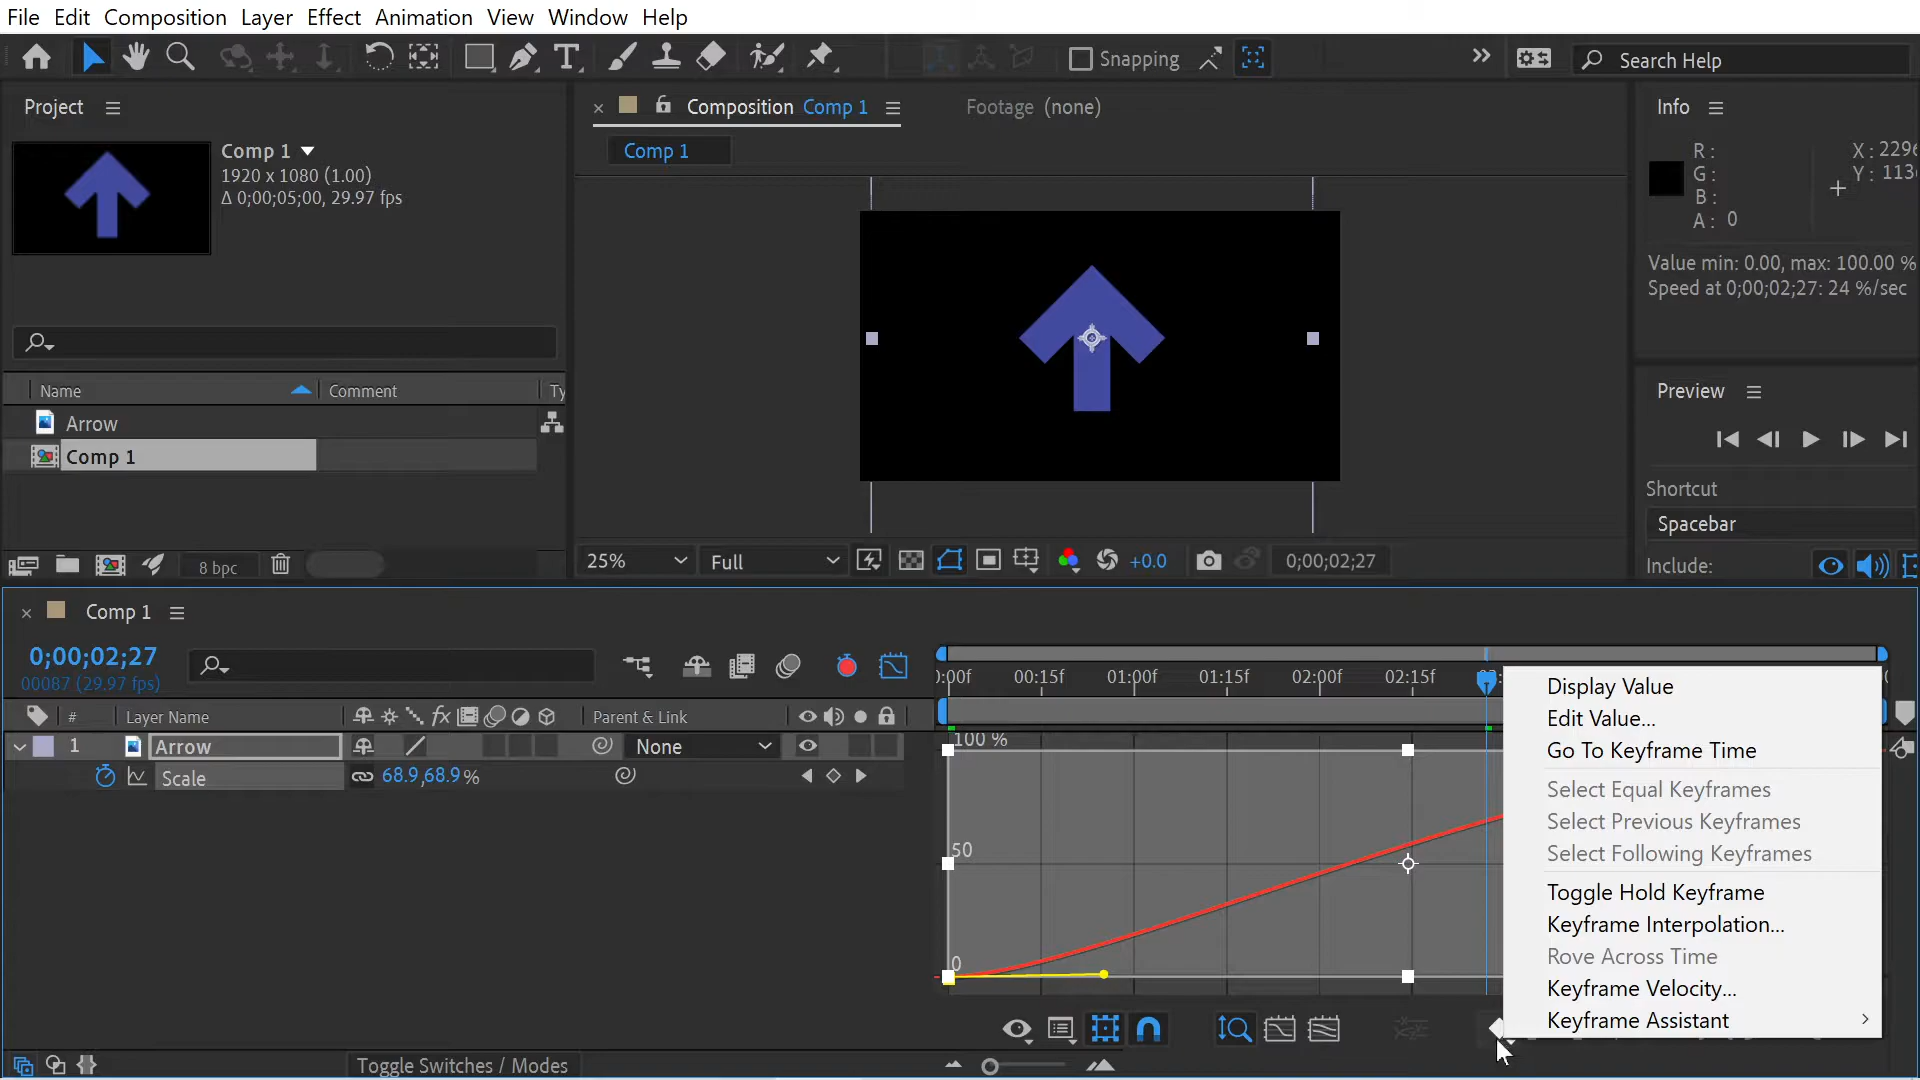 File Edit Composition Layer Effect Animation View Window Help
Snapping
Search Help
Project
Comp 1
1920 x 1080 (1.00)
Δ 0;00;05;00, 29.97 fps
Name Comment Ty
Arrow
Comp 1
8 bpc
Composition Comp 1
Footage (none)
Comp 1
25% Full +0.0 0;00;02;27
Info
R :
G :
B :
A : 0
X : 2296
Y : 113
Value min: 0.00, max: 100.00 %
Speed at 0;00;02;27: 24 %/sec
Preview
Shortcut
Spacebar
Include:
Comp 1
0;00;02;27
00087 (29.97 fps)
# Layer Name fx Parent & Link
1 Arrow None
Scale 68.9,68.9 %
Toggle Switches / Modes
):00f 00:15f 01:00f 01:15f 02:00f 02:15f
100 %
50
0
Display Value
Edit Value...
Go To Keyframe Time
Select Equal Keyframes
Select Previous Keyframes
Select Following Keyframes
Toggle Hold Keyframe
Keyframe Interpolation...
Rove Across Time
Keyframe Velocity...
Keyframe Assistant